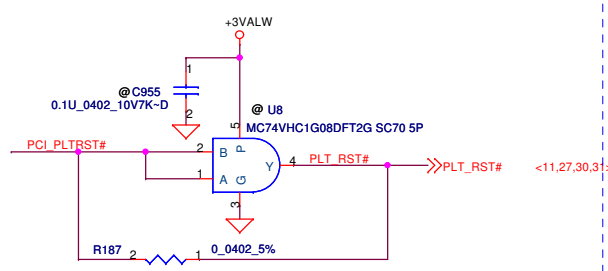 +3VALW
1
@ C955
0.1U_0402_10V7K~D
2
@ U8
MC74VHC1G08DFT2G SC70 5P
5
P
PCI_PLTRST#
2
B
1
A
G
Y
4
PLT_RST#
PLT_RST#
<11,27,30,31
3
R187
2
1
0_0402_5%